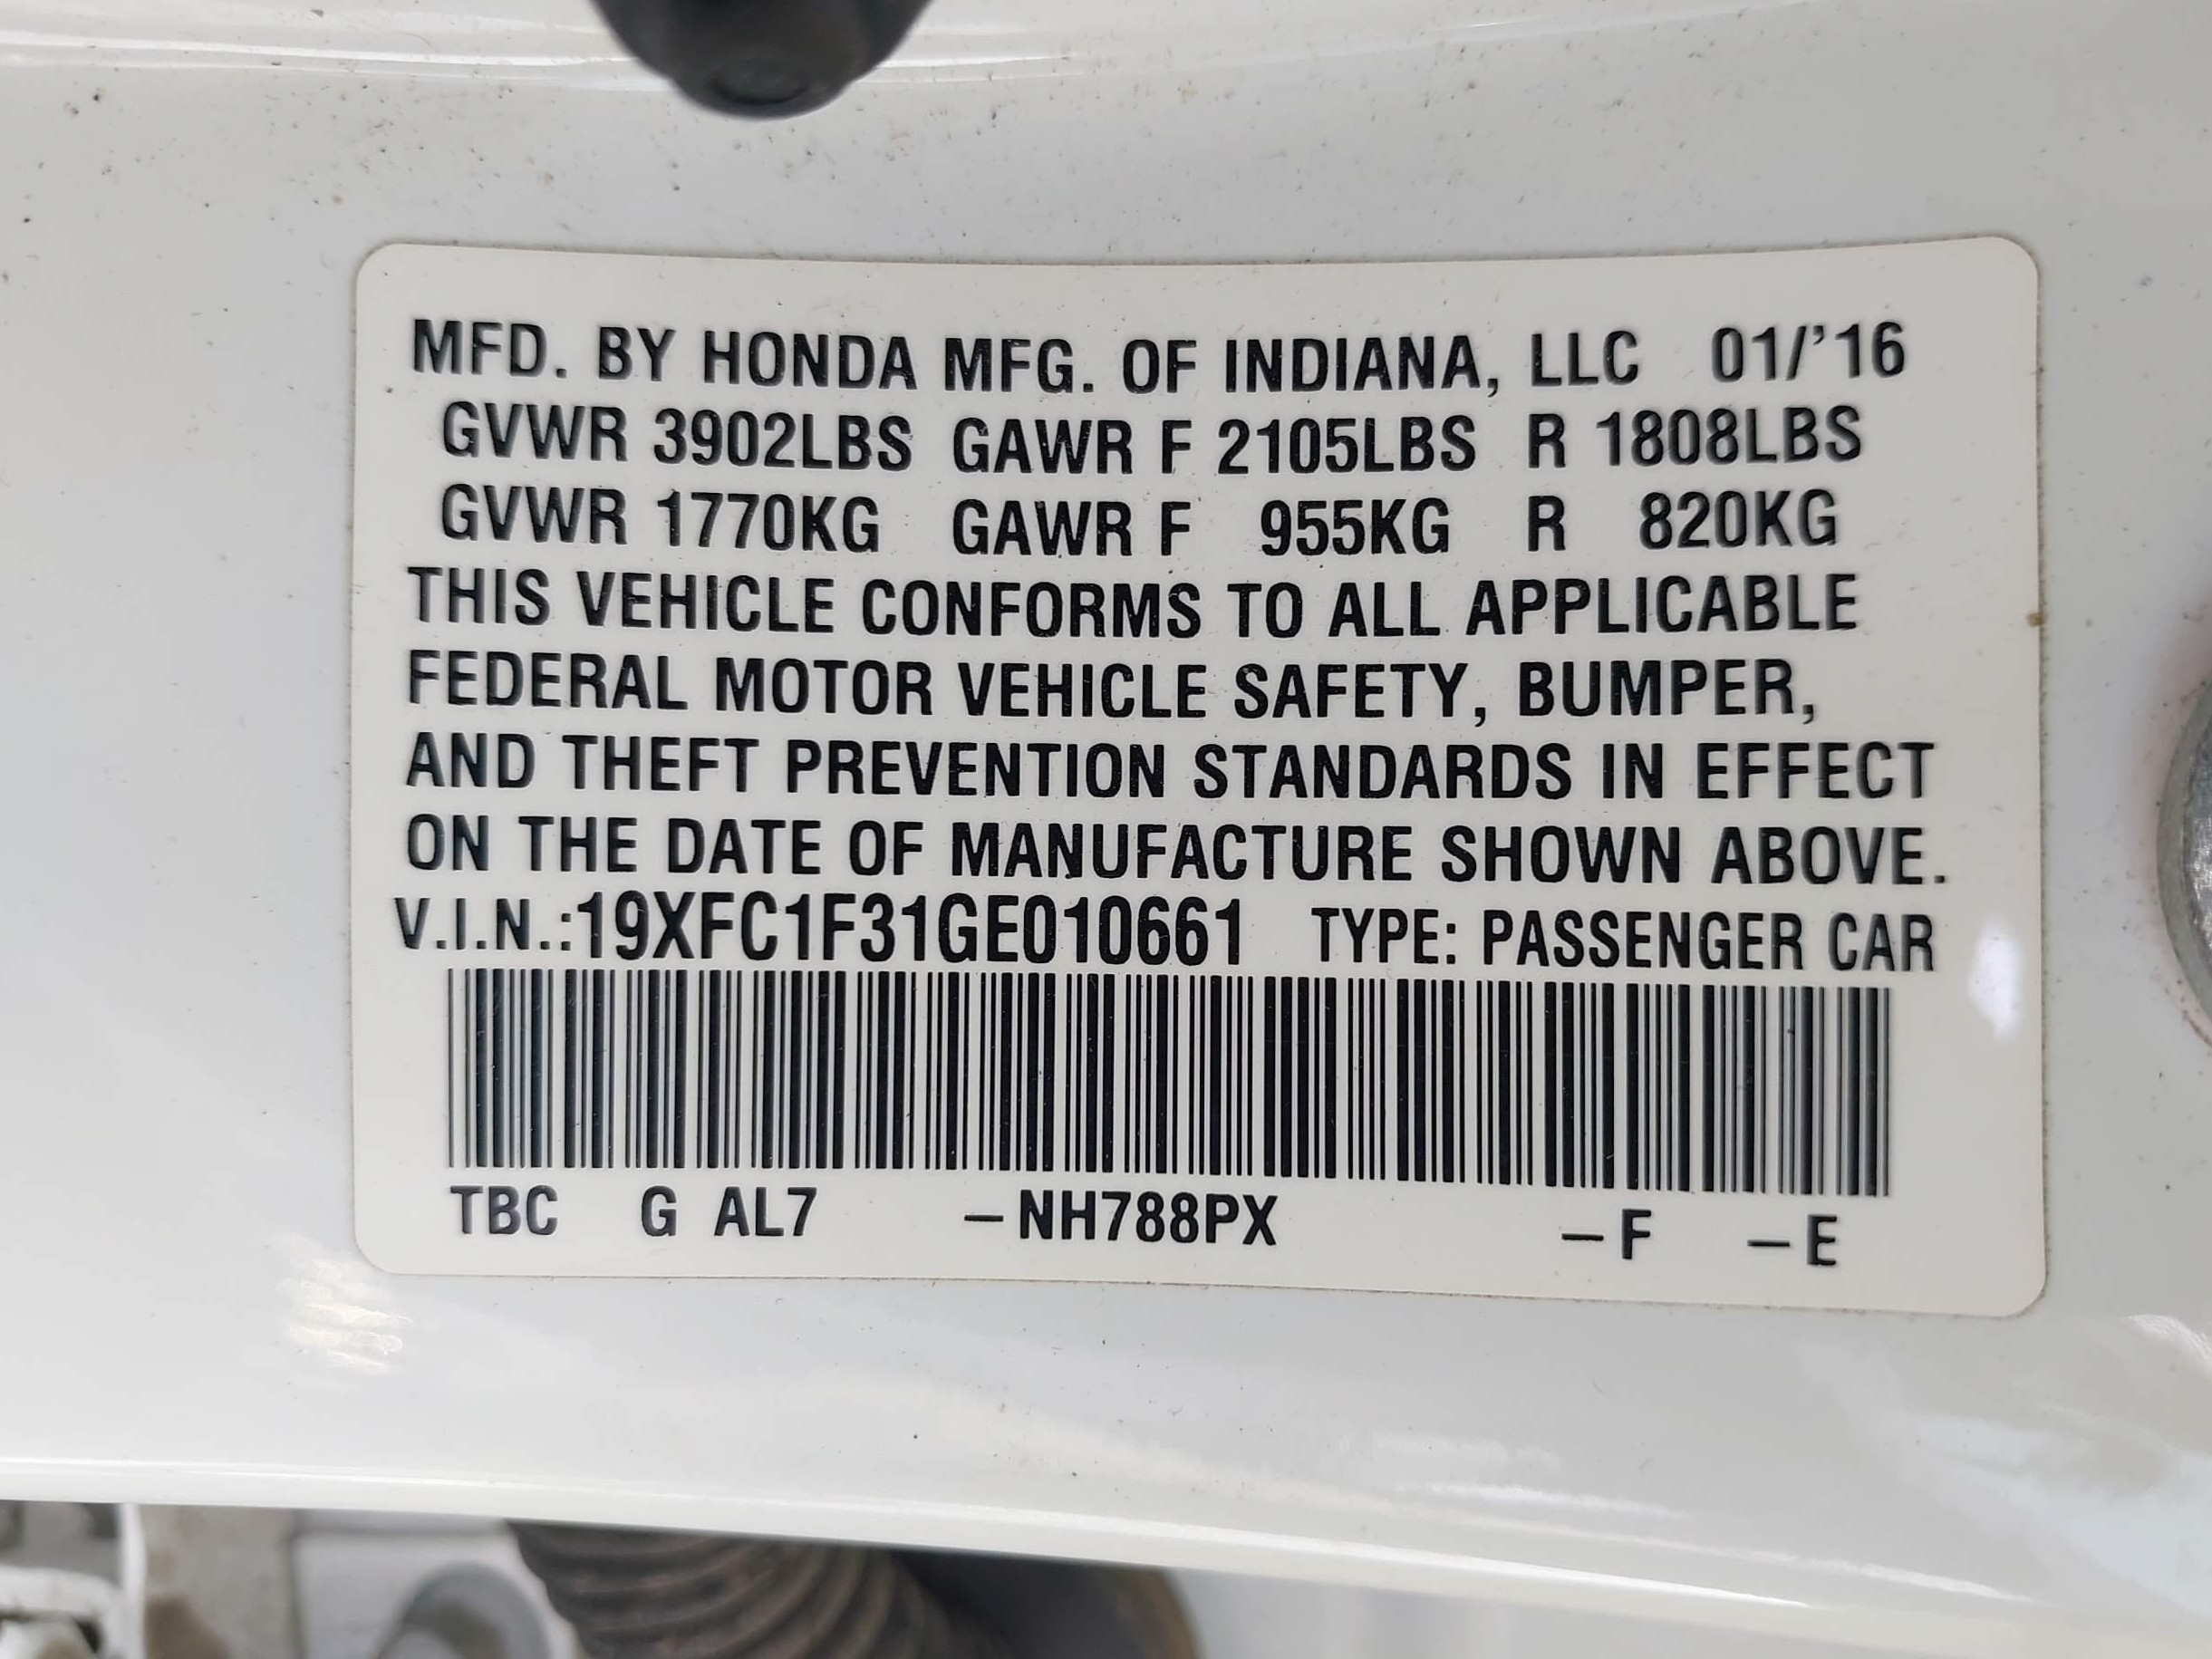 MFD. BY HONDA MFG. OF INDIANA, LLC 01/'16
GVWR 3902LBS GAWR F 2105LBS R 1808LBS
GVWR 1770KG GAWR F 955KG R 820KG
THIS VEHICLE CONFORMS TO ALL APPLICABLE
FEDERAL MOTOR VEHICLE SAFETY, BUMPER,
AND THEFT PREVENTION STANDARDS IN EFFECT
ON THE DATE OF MANUFACTURE SHOWN ABOVE.
V.I.N.:19XFC1F31GE010661 TYPE: PASSENGER CAR
TBC G AL7 –NH788PX –F –E